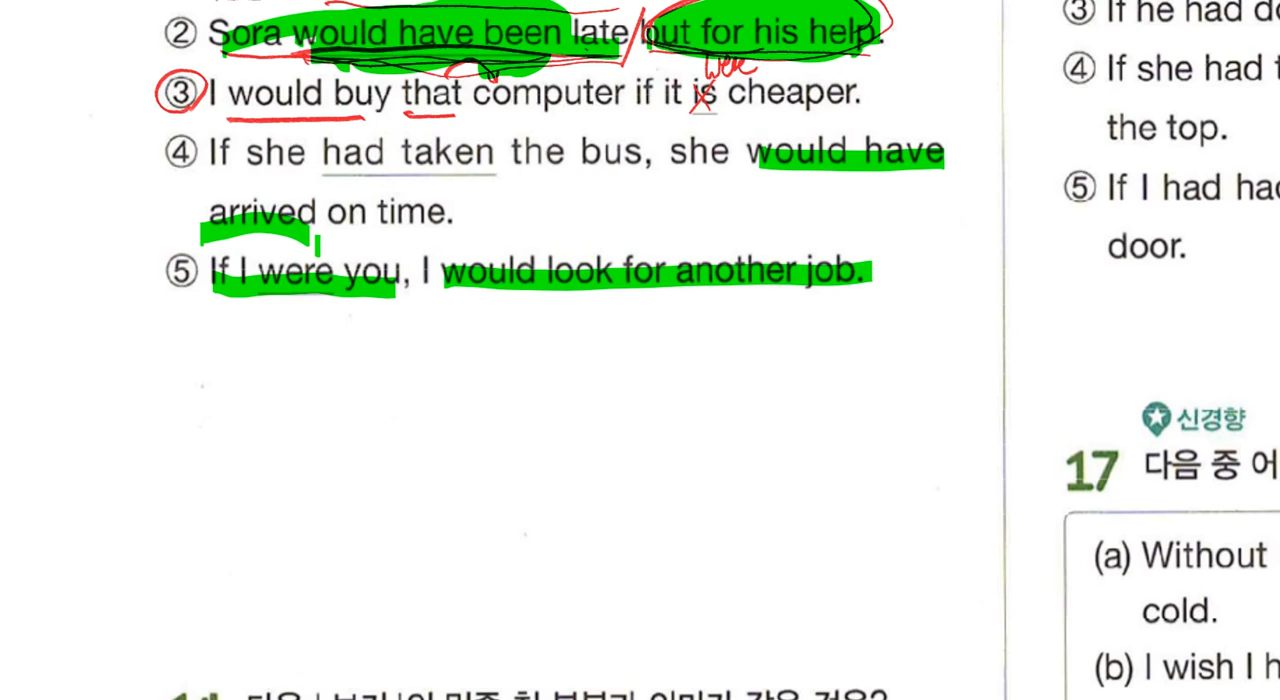 ② Sora would have been late but for his help.
were
③ I would buy that computer if it is cheaper.
④ If she had taken the bus, she would have
arrived on time.
⑤ If I were you, I would look for another job.
③ If he had
④ If she had
the top.
⑤ If I had
door.
신경향
17 다음 중
(a) Without
cold.
(b) I wish I